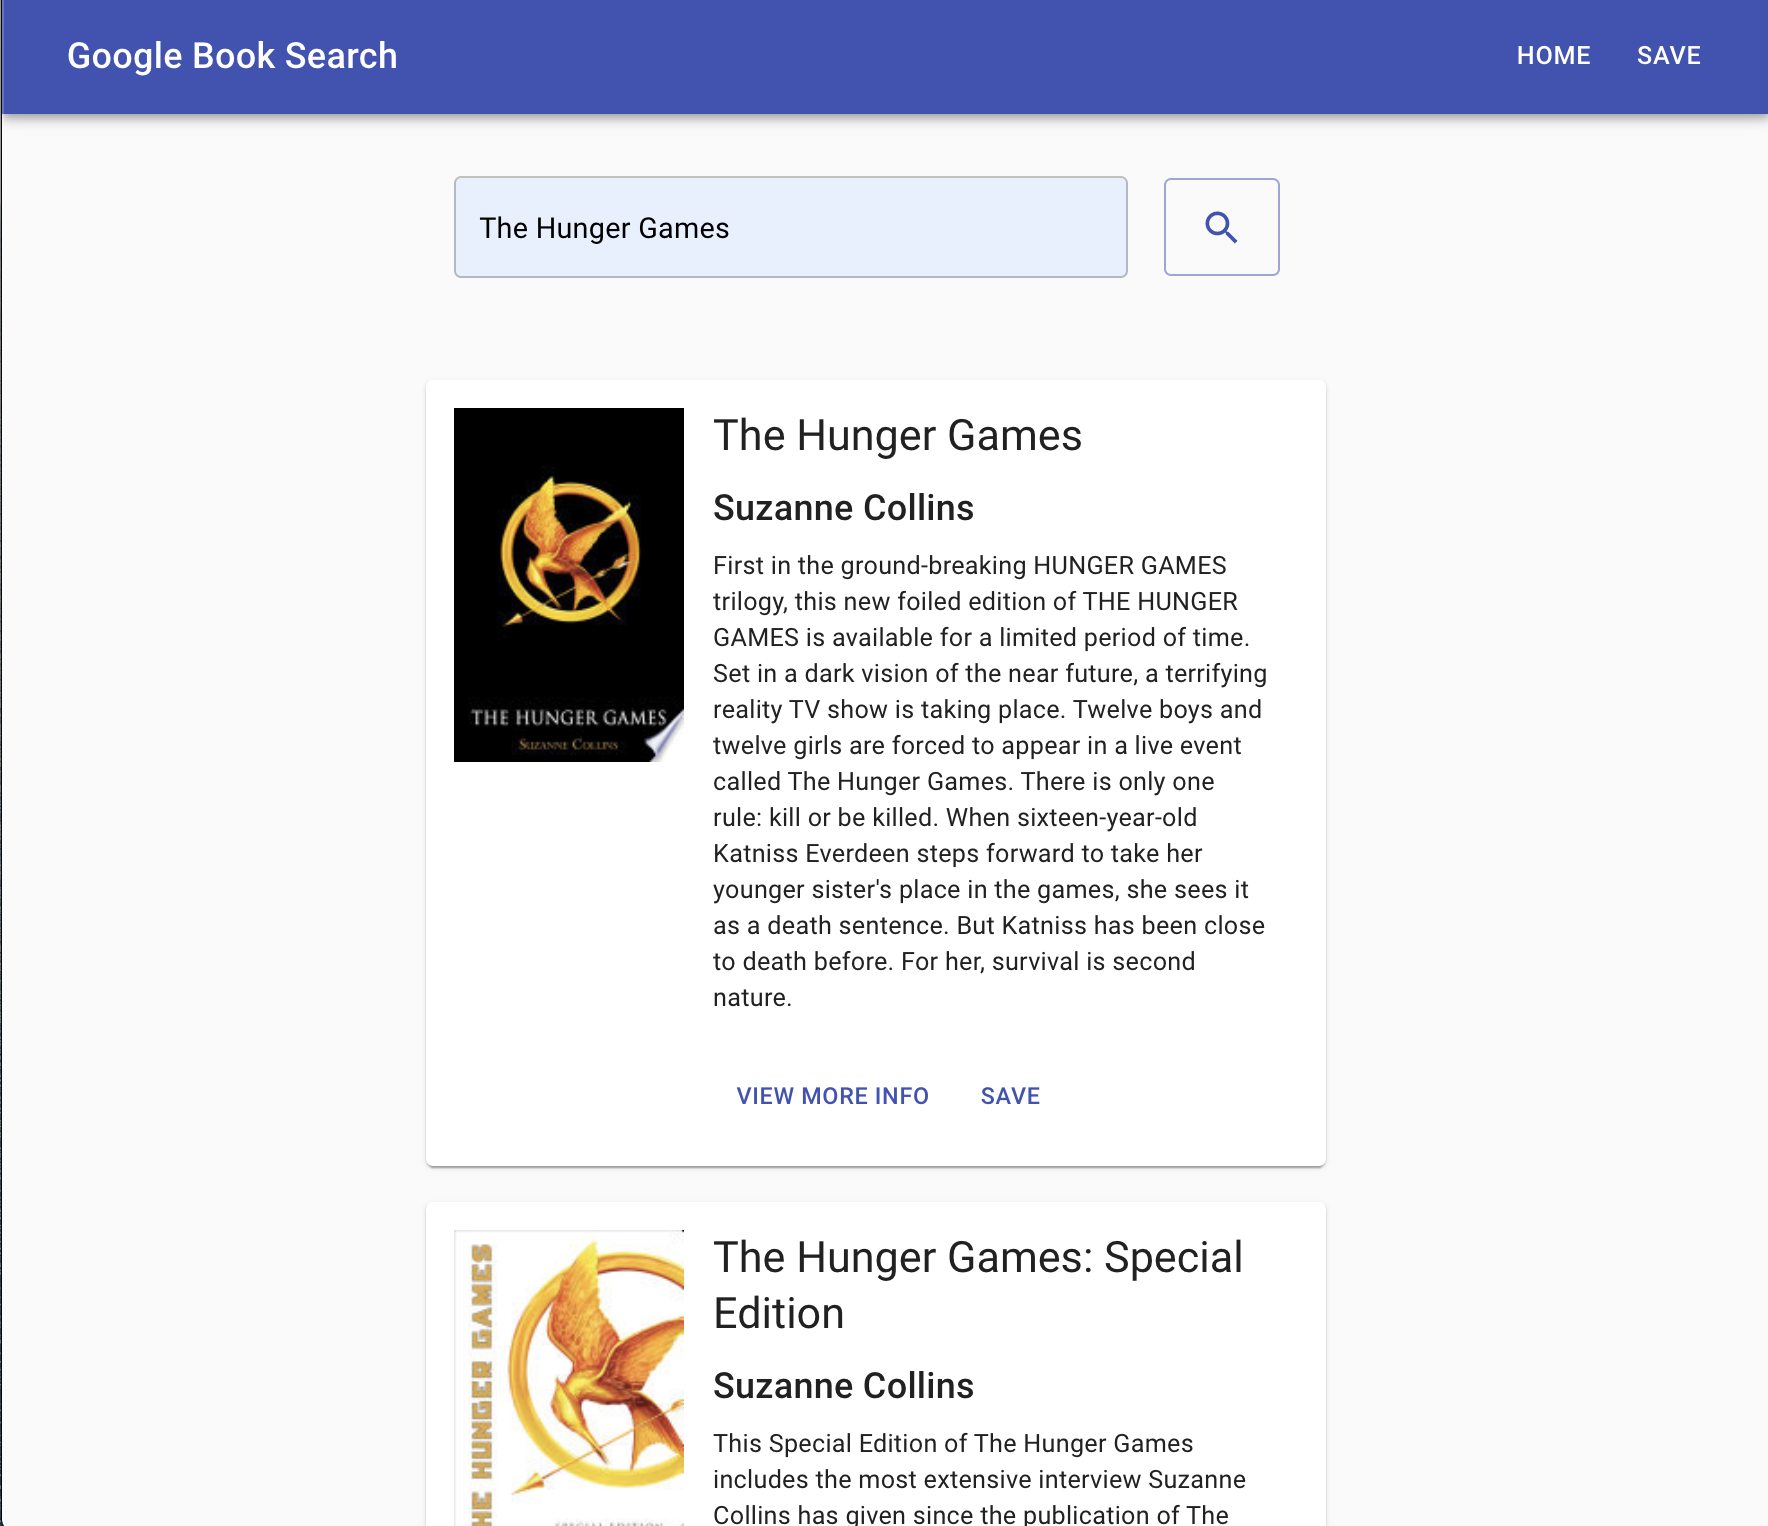 Google Book Search
HOME SAVE
The Hunger Games
The Hunger Games
Suzanne Collins
First in the ground-breaking HUNGER GAMES
trilogy, this new foiled edition of THE HUNGER
GAMES is available for a limited period of time.
Set in a dark vision of the near future, a terrifying
reality TV show is taking place. Twelve boys and
twelve girls are forced to appear in a live event
called The Hunger Games. There is only one
rule: kill or be killed. When sixteen-year-old
Katniss Everdeen steps forward to take her
younger sister's place in the games, she sees it
as a death sentence. But Katniss has been close
to death before. For her, survival is second
nature.
THE HUNGER GAMES
SUZANNE COLLINS
VIEW MORE INFO SAVE
The Hunger Games: Special
Edition
Suzanne Collins
This Special Edition of The Hunger Games
includes the most extensive interview Suzanne
Collins has given since the publication of The
HE HUNGER GAMES